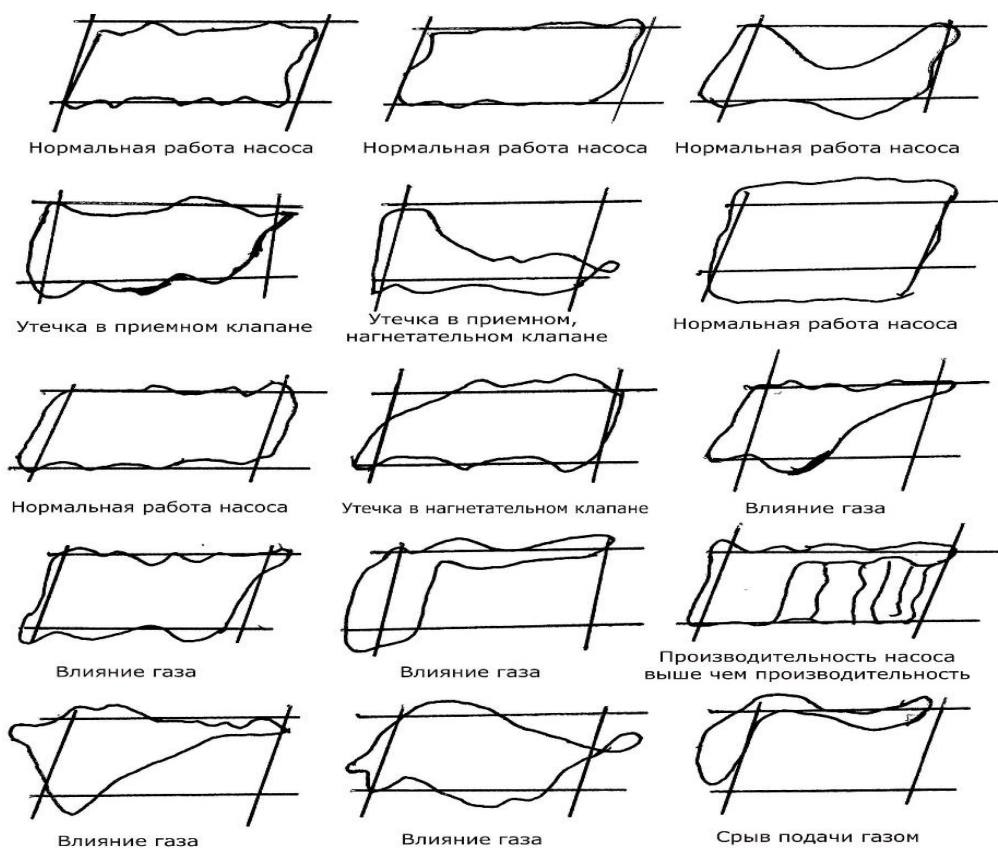 Нормальная работа насоса
Нормальная работа насоса
Нормальная работа насоса
Утечка в приемном клапане
Утечка в приемном,
нагнетательном клапане
Нормальная работа насоса
Нормальная работа насоса
Утечка в нагнетательном клапане
Влияние газа
Влияние газа
Влияние газа
Производительность насоса
выше чем производительность
Влияние газа
Влияние газа
Срыв подачи газом